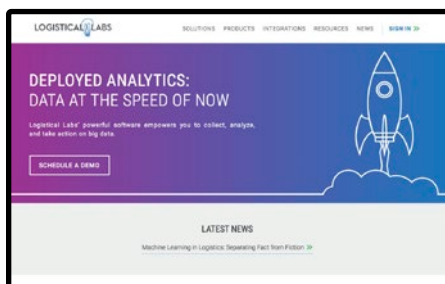 LOGISTICAL LABS
SOLUTIONS PRODUCTS INTEGRATIONS RESOURCES NEWS SIGN IN >>
DEPLOYED ANALYTICS:
DATA AT THE SPEED OF NOW
Logistical Labs' powerful software empowers you to collect, analyze,
and take action on big data.
SCHEDULE A DEMO
LATEST NEWS
Machine Learning in Logistics: Separating Fact from Fiction >>